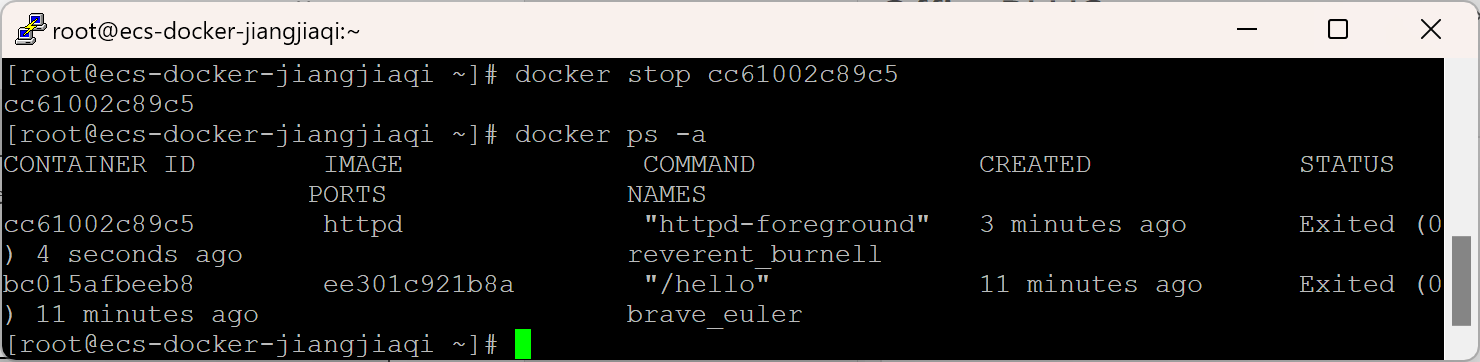 root@ecs-docker-jiangjiaqi:~
[root@ecs-docker-jiangjiaqi ~]# docker stop cc61002c89c5
cc61002c89c5
[root@ecs-docker-jiangjiaqi ~]# docker ps -a
CONTAINER ID        IMAGE               COMMAND              CREATED             STATUS
                   PORTS               NAMES
cc61002c89c5        httpd               "httpd-foreground"   3 minutes ago       Exited (0
) 4 seconds ago                        reverent_burnell
bc015afbeeb8        ee301c921b8a        "/hello"             11 minutes ago      Exited (0
) 11 minutes ago                       brave_euler
[root@ecs-docker-jiangjiaqi ~]#